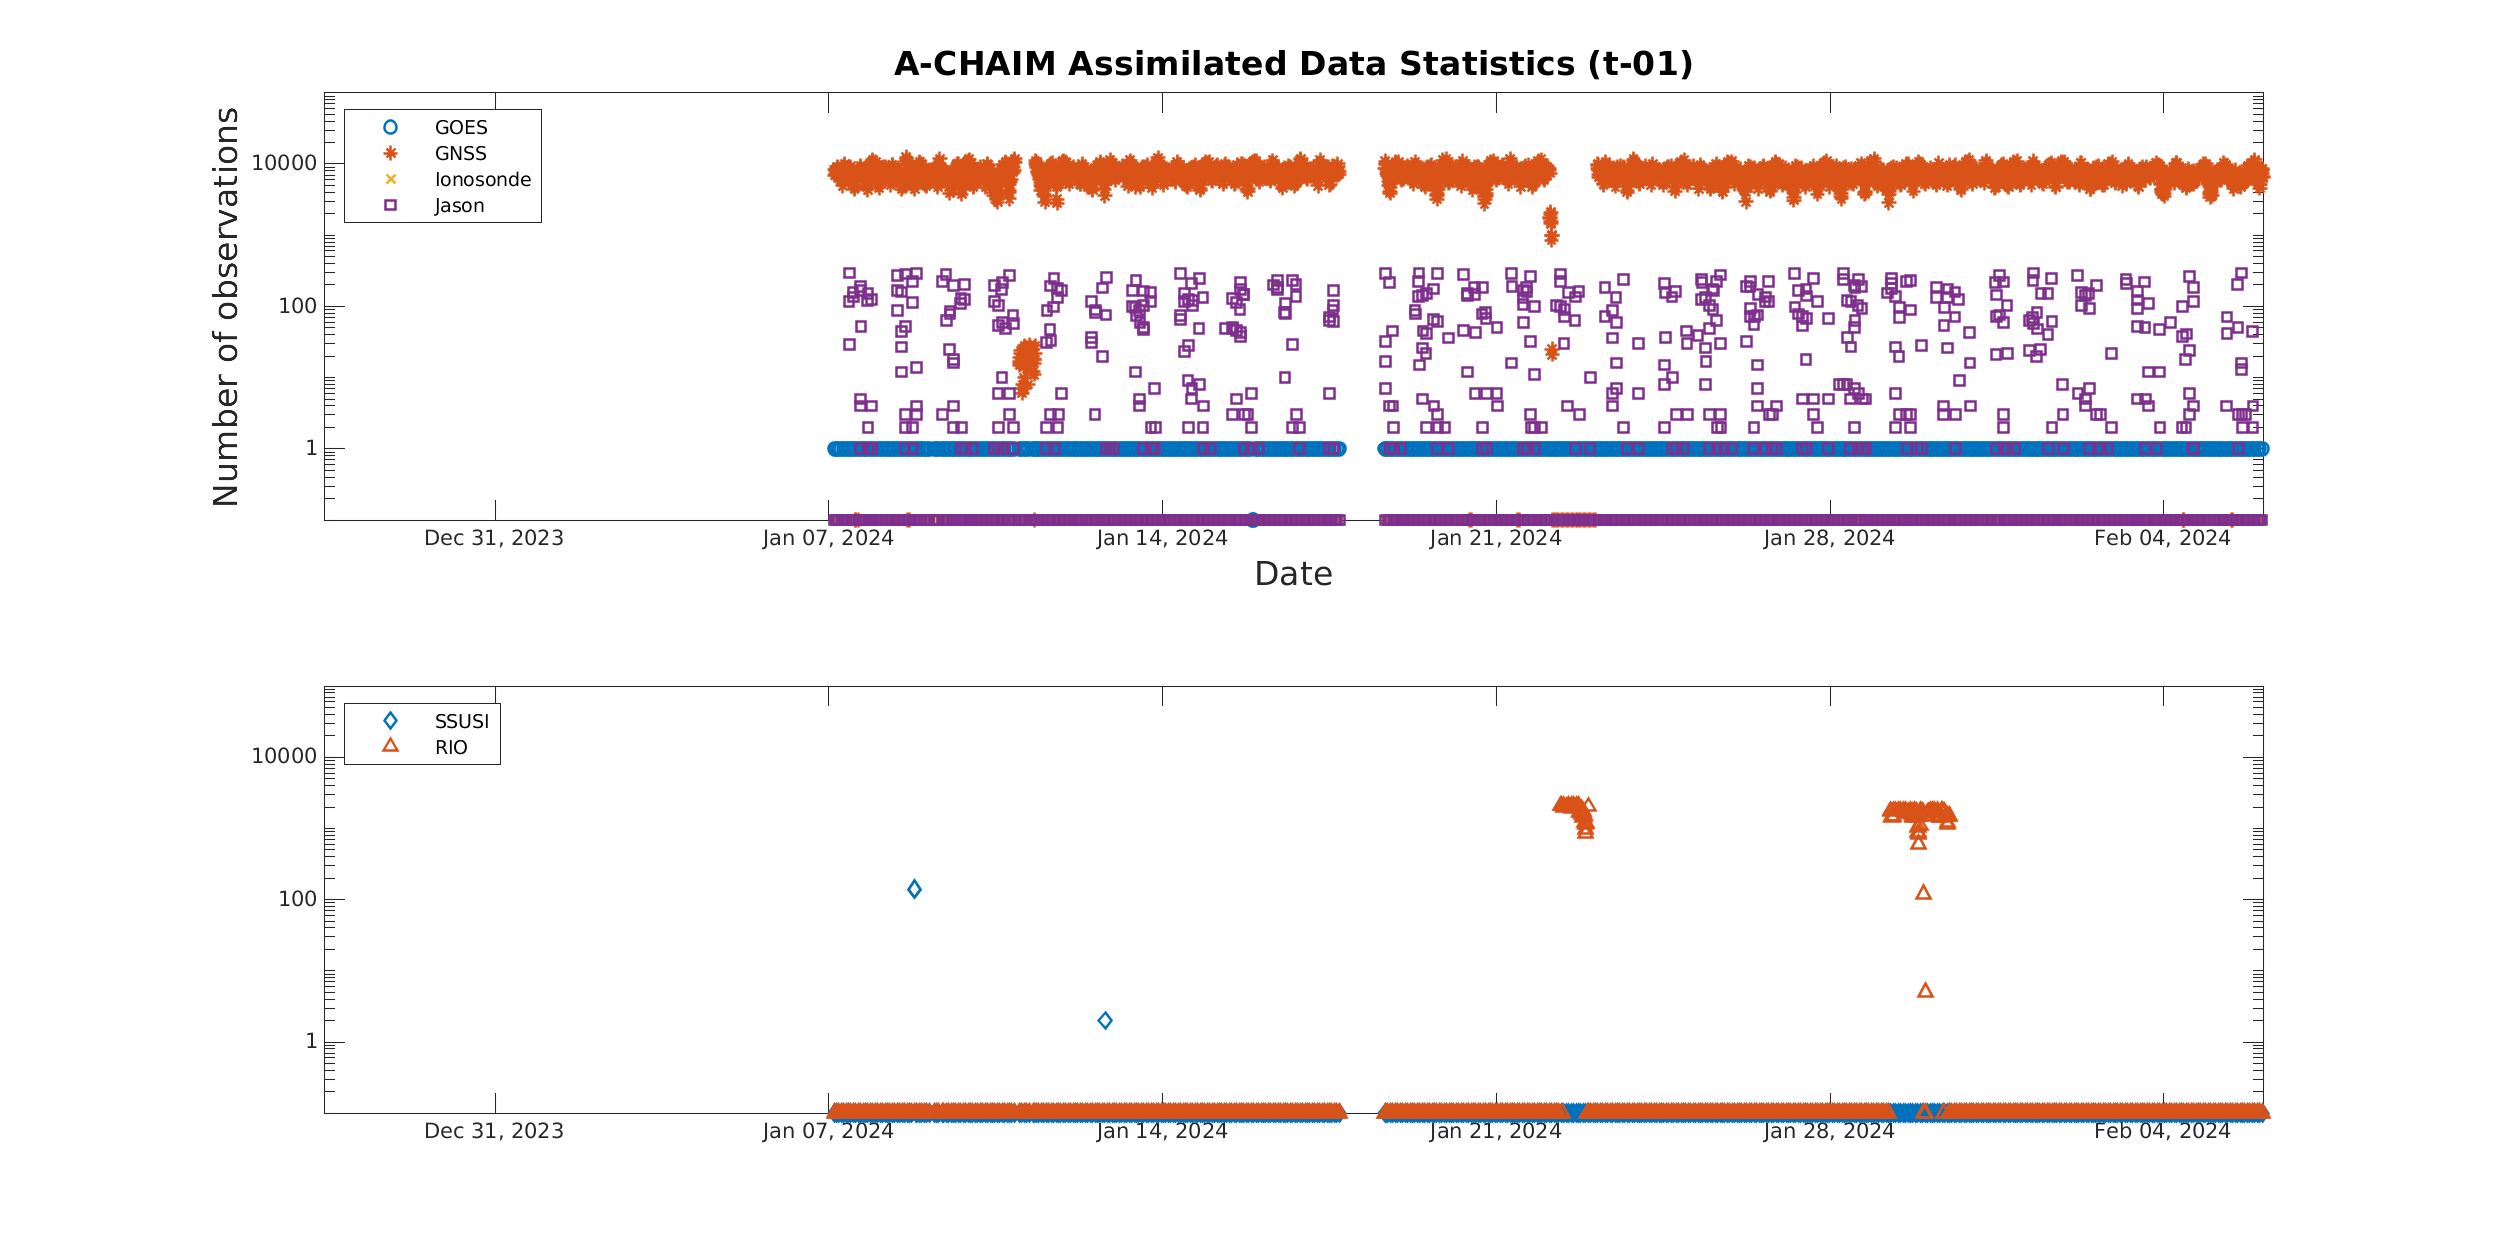 A-CHAIM Assimilated Data Statistics (t-01)
Number of observations
10000
100
1
GOES
GNSS
Ionosonde
Jason
Dec 31, 2023
Jan 07, 2024
Jan 14, 2024
Jan 21, 2024
Jan 28, 2024
Feb 04, 2024
Date
10000
100
1
SSUSI
RIO
Dec 31, 2023
Jan 07, 2024
Jan 14, 2024
Jan 21, 2024
Jan 28, 2024
Feb 04, 2024